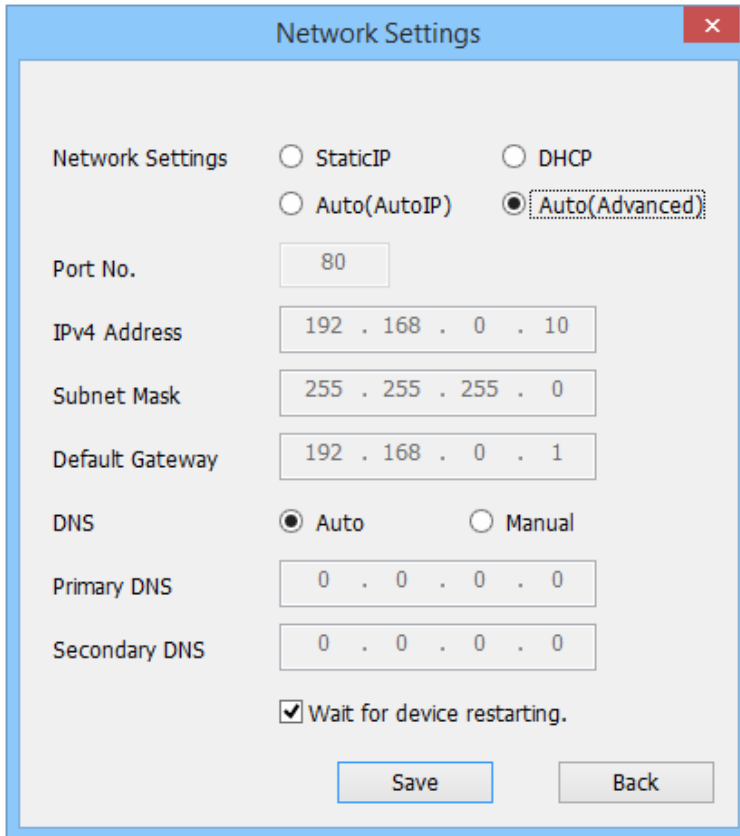 Network Settings
Network Settings StaticIP DHCP
Auto(AutoIP) Auto(Advanced)
Port No. 80
IPv4 Address 192 . 168 . 0 . 10
Subnet Mask 255 . 255 . 255 . 0
Default Gateway 192 . 168 . 0 . 1
DNS Auto Manual
Primary DNS 0 . 0 . 0 . 0
Secondary DNS 0 . 0 . 0 . 0
Wait for device restarting.
Save Back